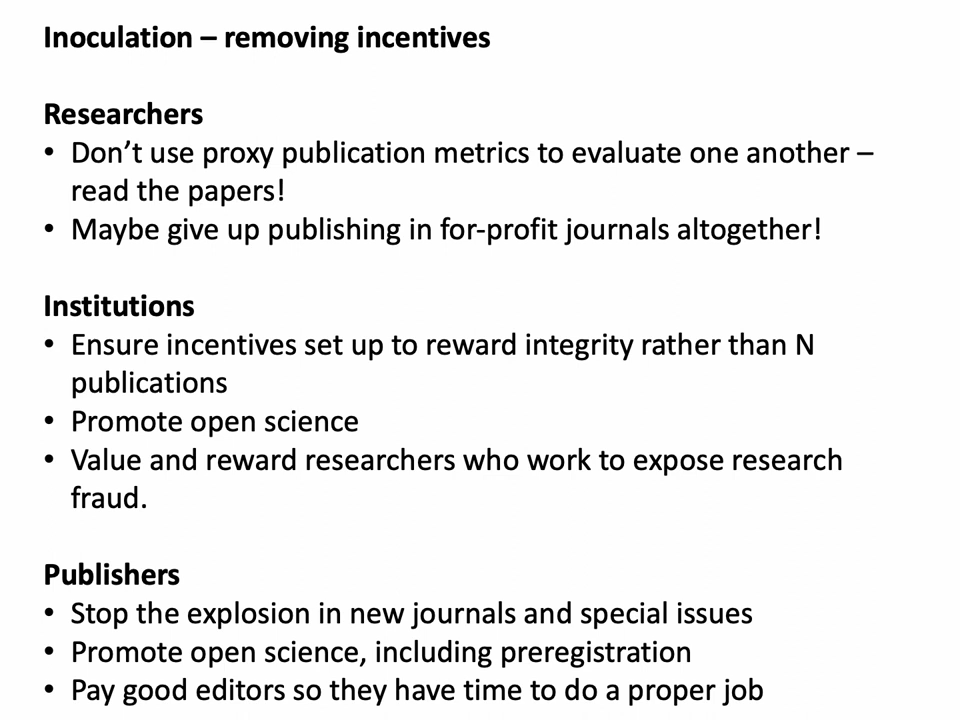 Inoculation – removing incentives
Researchers
• Don't use proxy publication metrics to evaluate one another –
read the papers!
• Maybe give up publishing in for-profit journals altogether!
Institutions
• Ensure incentives set up to reward integrity rather than N
publications
• Promote open science
• Value and reward researchers who work to expose research
fraud.
Publishers
• Stop the explosion in new journals and special issues
• Promote open science, including preregistration
• Pay good editors so they have time to do a proper job